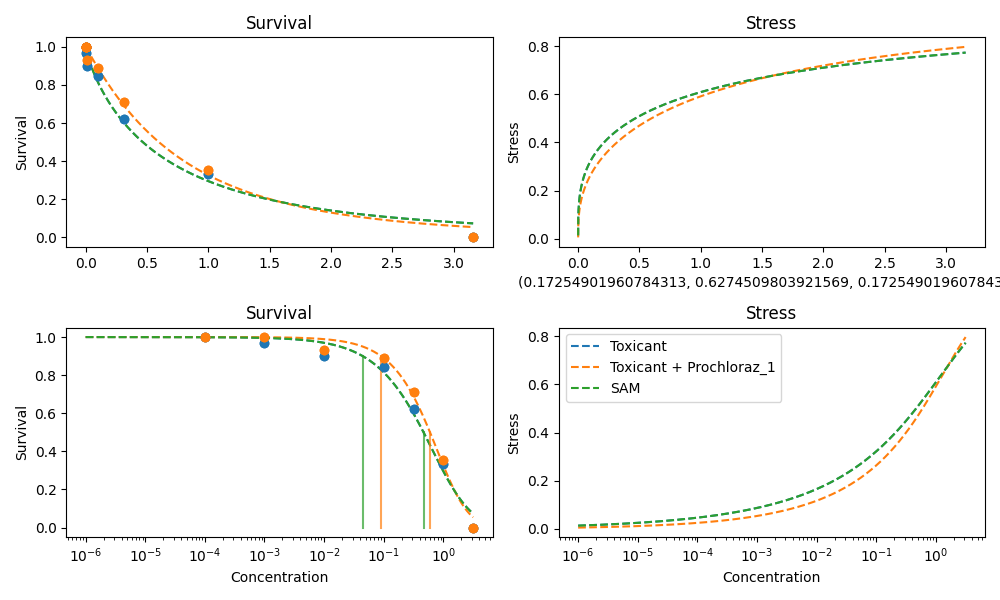 Survival
Survival
1.0
0.8
0.6
0.4
0.2
0.0
0.0 0.5 1.0 1.5 2.0 2.5 3.0
Stress
Stress
0.8
0.6
0.4
0.2
0.0
0.0 0.5 1.0 1.5 2.0 2.5 3.0
(0.17254901960784313, 0.6274509803921569, 0.172549019607843
Survival
Survival
1.0
0.8
0.6
0.4
0.2
0.0
10⁻⁶ 10⁻⁵ 10⁻⁴ 10⁻³ 10⁻² 10⁻¹ 10⁰
Concentration
Stress
Stress
0.8
0.6
0.4
0.2
0.0
Toxicant
Toxicant + Prochloraz_1
SAM
10⁻⁶ 10⁻⁵ 10⁻⁴ 10⁻³ 10⁻² 10⁻¹ 10⁰
Concentration